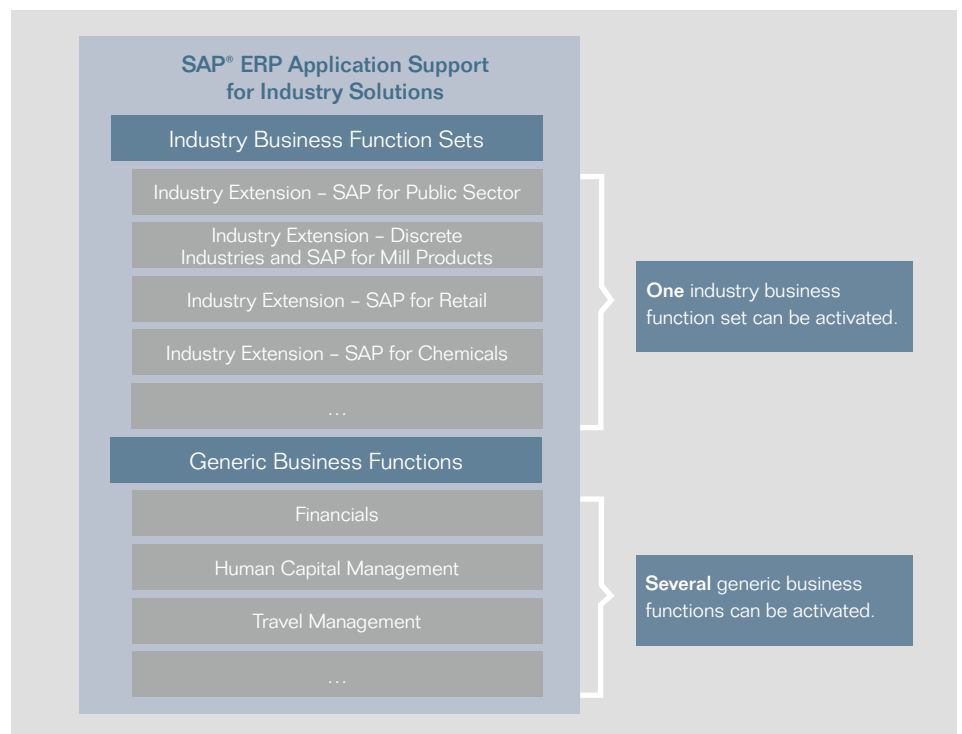 SAP® ERP Application Support
for Industry Solutions
Industry Business Function Sets
Industry Extension – SAP for Public Sector
Industry Extension – Discrete
Industries and SAP for Mill Products
Industry Extension – SAP for Retail
Industry Extension – SAP for Chemicals
...
One industry business
function set can be activated.
Generic Business Functions
Financials
Human Capital Management
Travel Management
...
Several generic business
functions can be activated.